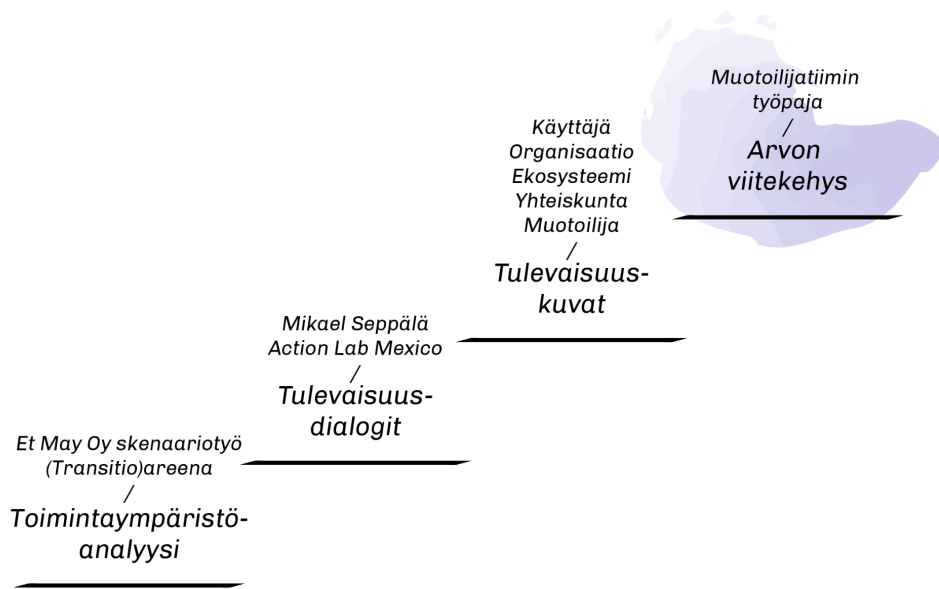 Et May Oy skenaariotyö
(Transitio)areena
/
Toimintaympäristö-
analyysi
Mikael Seppälä
Action Lab Mexico
/
Tulevaisuus-
dialogit
Käyttäjä
Organisaatio
Ekosysteemi
Yhteiskunta
Muotoilija
/
Tulevaisuus-
kuvat
Muotoilijatiimin
työpaja
/
Arvon
viitekehys